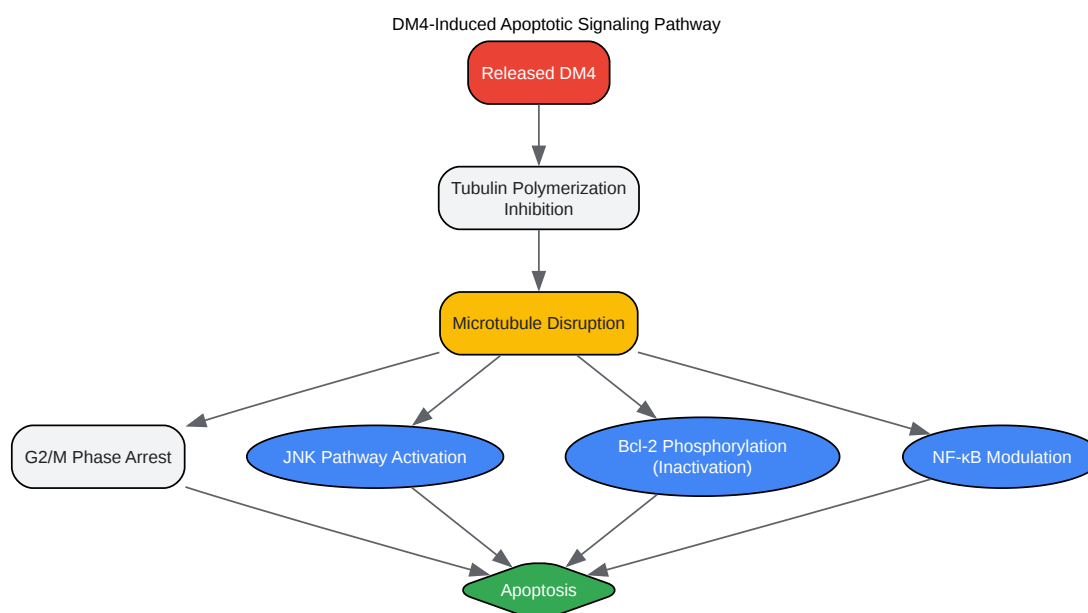 DM4-Induced Apoptotic Signaling Pathway
Released DM4
Tubulin Polymerization
Inhibition
Microtubule Disruption
G2/M Phase Arrest
JNK Pathway Activation
Bcl-2 Phosphorylation
(Inactivation)
NF-κB Modulation
Apoptosis